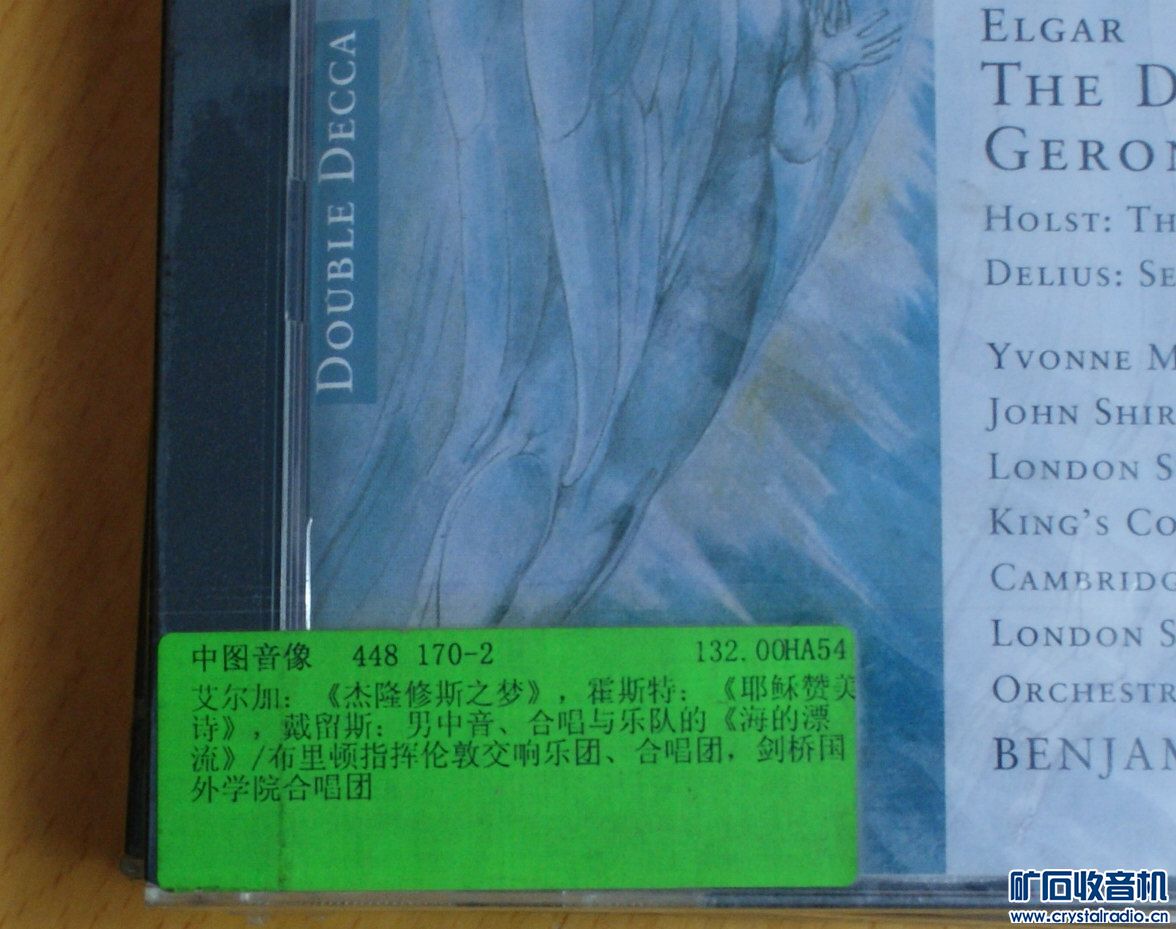 DOUBLE DECCA
ELGAR
THE D
GERON
HOLST: TH
DELIUS: SE
YVONNE M
JOHN SHIR
LONDON S
KING'S CO
CAMBRIDG
LONDON S
ORCHESTR
BENJAM
中图音像 448 170-2 132.00HA54
艾尔加：《杰隆修斯之梦》，霍斯特：《耶稣赞美
诗》，戴留斯：男中音、合唱与乐队的《海的漂
流》/布里顿指挥伦敦交响乐团、合唱团，剑桥国
外学院合唱团
矿石收音机
www.crystalradio.cn